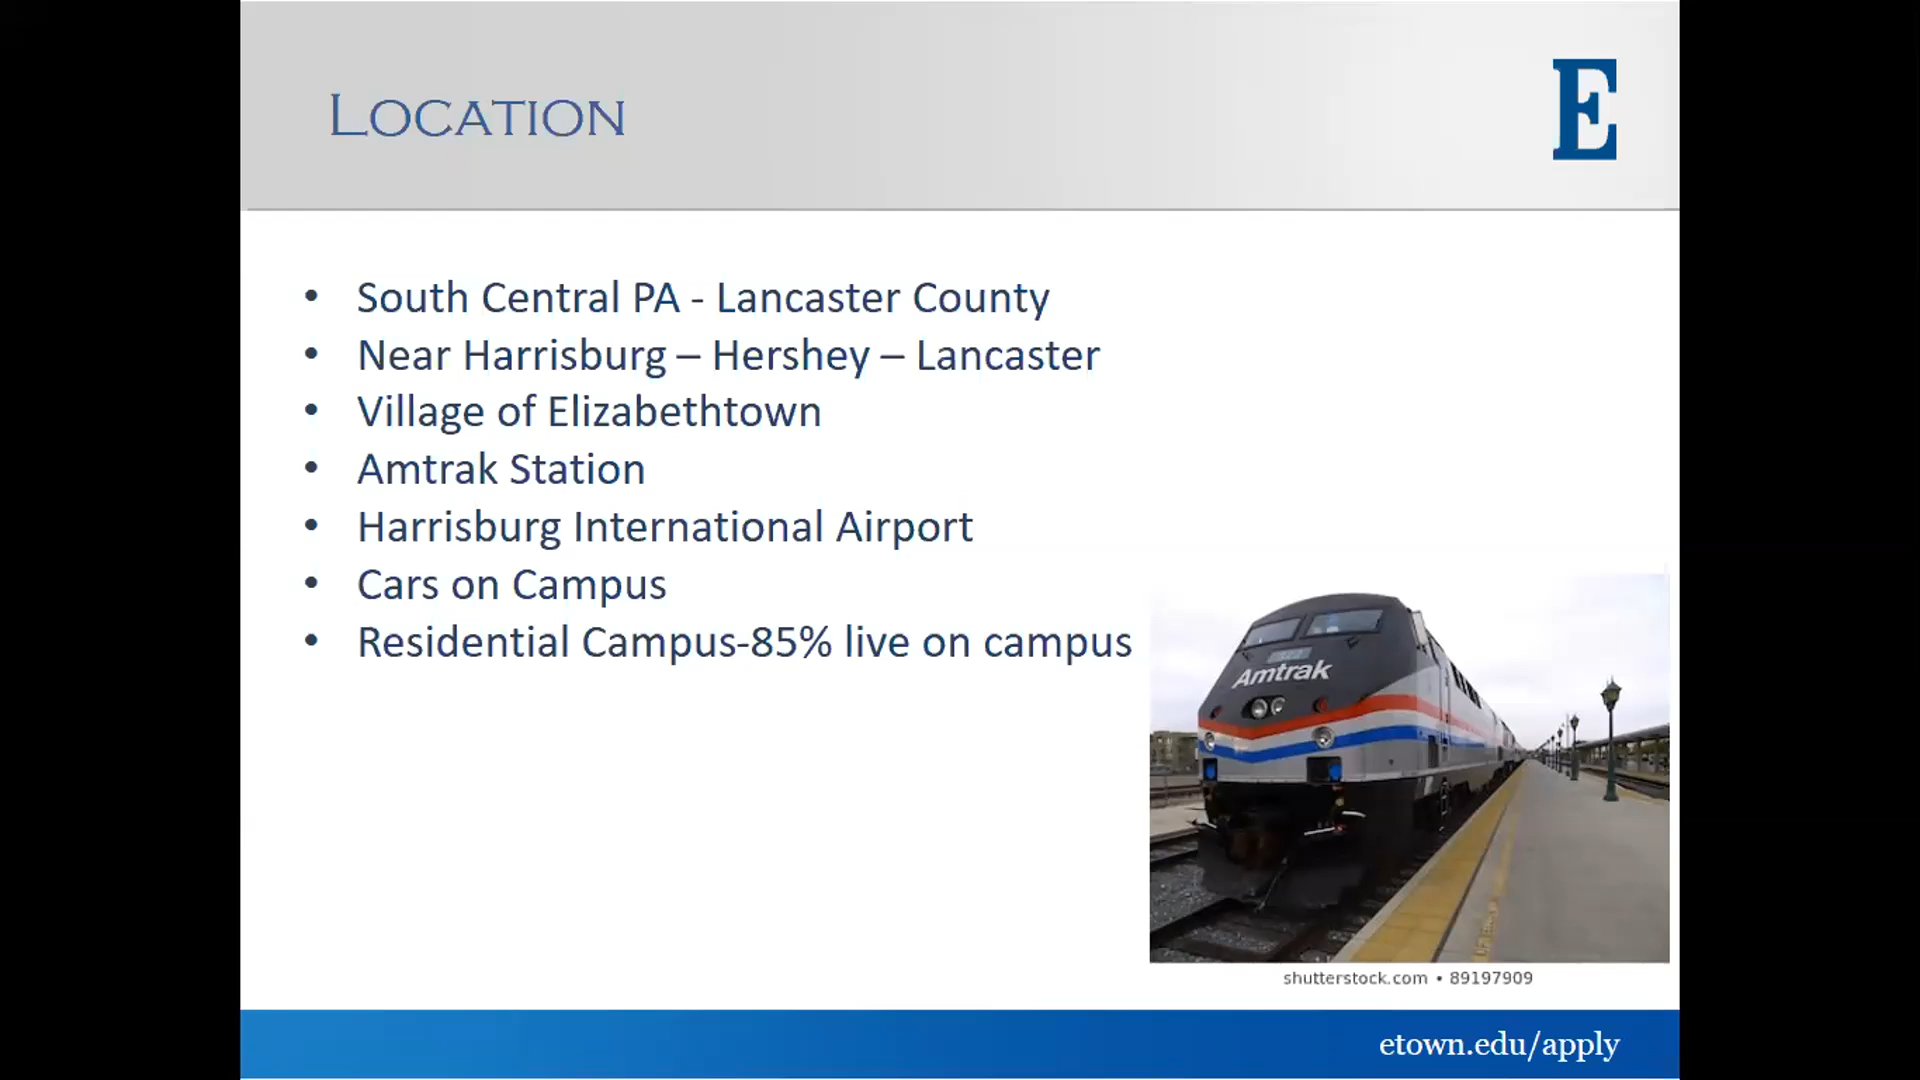 LOCATION
E
• South Central PA - Lancaster County
• Near Harrisburg – Hershey – Lancaster
• Village of Elizabethtown
• Amtrak Station
• Harrisburg International Airport
• Cars on Campus
• Residential Campus-85% live on campus
Amtrak
shutterstock.com • 89197909
etown.edu/apply